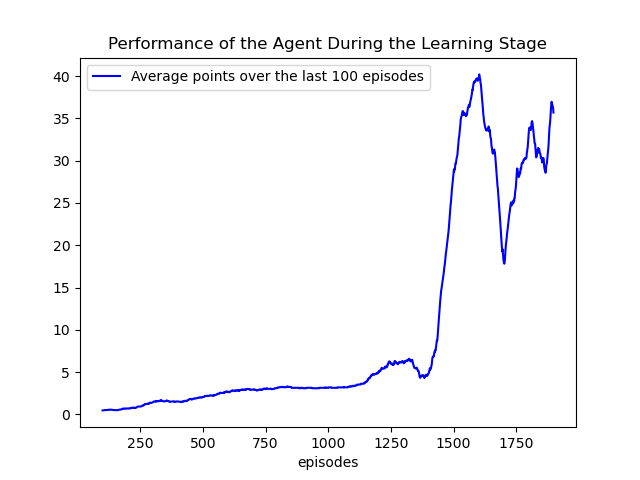 Performance of the Agent During the Learning Stage
Average points over the last 100 episodes
40
35
30
25
20
15
10
5
0
250 500 750 1000 1250 1500 1750
episodes